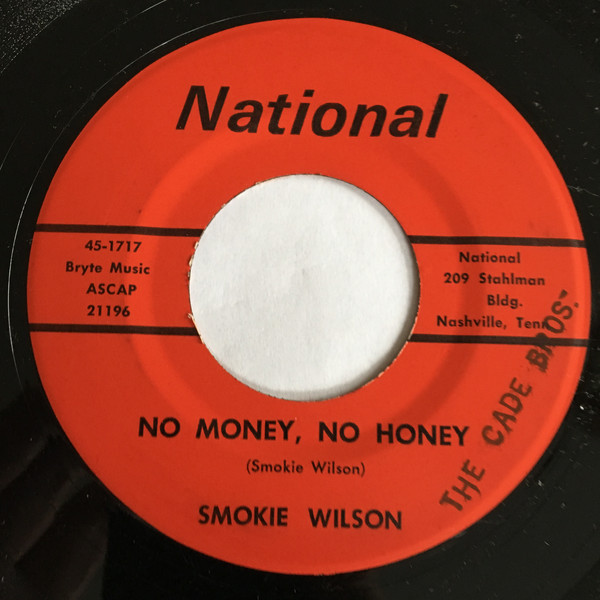 National
45-1717
Bryte Music
ASCAP
21196
National
209 Stahlman
Bldg.
Nashville, Tenn.
NO MONEY, NO HONEY
(Smokie Wilson)
SMOKIE WILSON
THE CADE BROS.